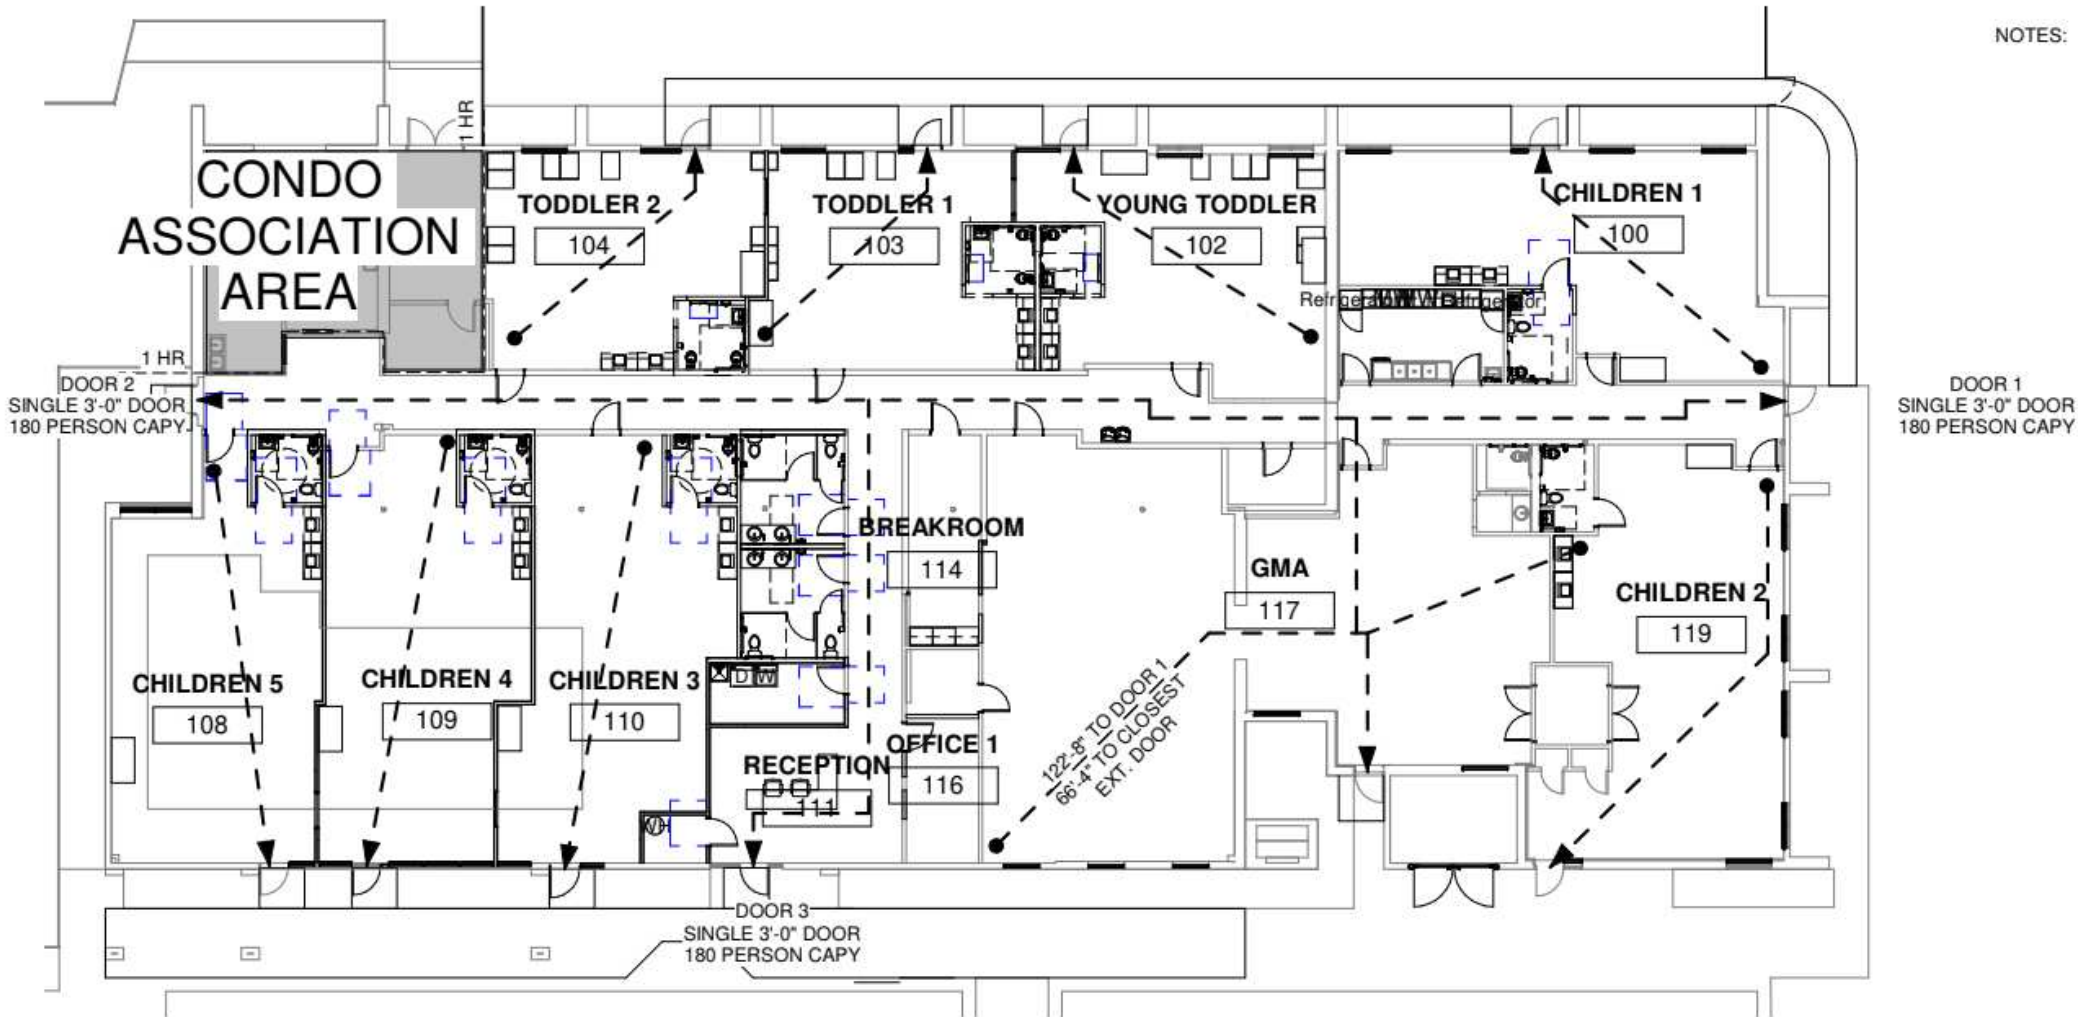 NOTES:
1 HR
CONDO
ASSOCIATION
AREA
TODDLER 2
104
TODDLER 1
103
YOUNG TODDLER
102
CHILDREN 1
100
1 HR
DOOR 2
SINGLE 3'-0" DOOR
180 PERSON CAPY
DOOR 1
SINGLE 3'-0" DOOR
180 PERSON CAPY
BREAKROOM
114
GMA
117
CHILDREN 2
119
CHILDREN 5
108
CHILDREN 4
109
CHILDREN 3
110
D W
RECEPTION
111
OFFICE 1
116
122'-8" TO DOOR 1
66'-4" TO CLOSEST
EXT. DOOR
DOOR 3
SINGLE 3'-0" DOOR
180 PERSON CAPY